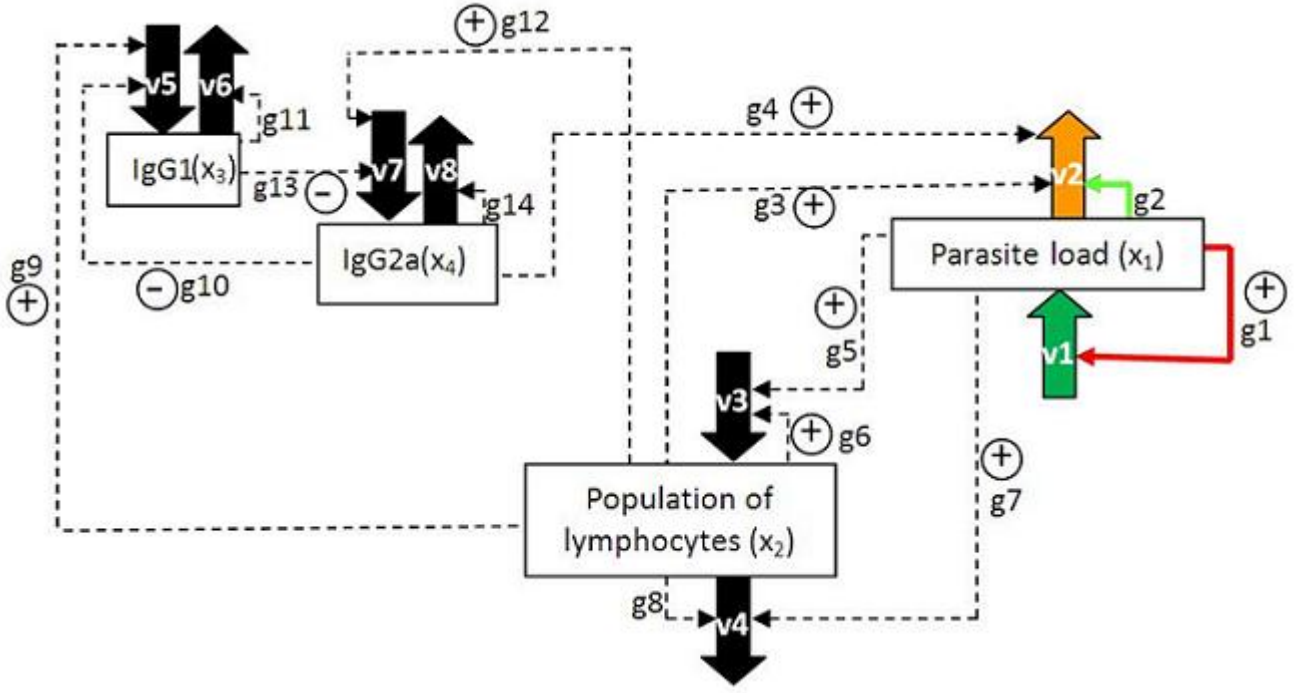 + g12
v5 v6
g11
IgG1(x₃)
g13 −
v7 v8
g14
IgG2a(x₄)
g9
+
− g10
g4 +
g3 +
v2
g2
Parasite load (x₁)
+
g1
v1
+
g5
v3
+ g6
+
g7
Population of
lymphocytes (x₂)
g8
v4